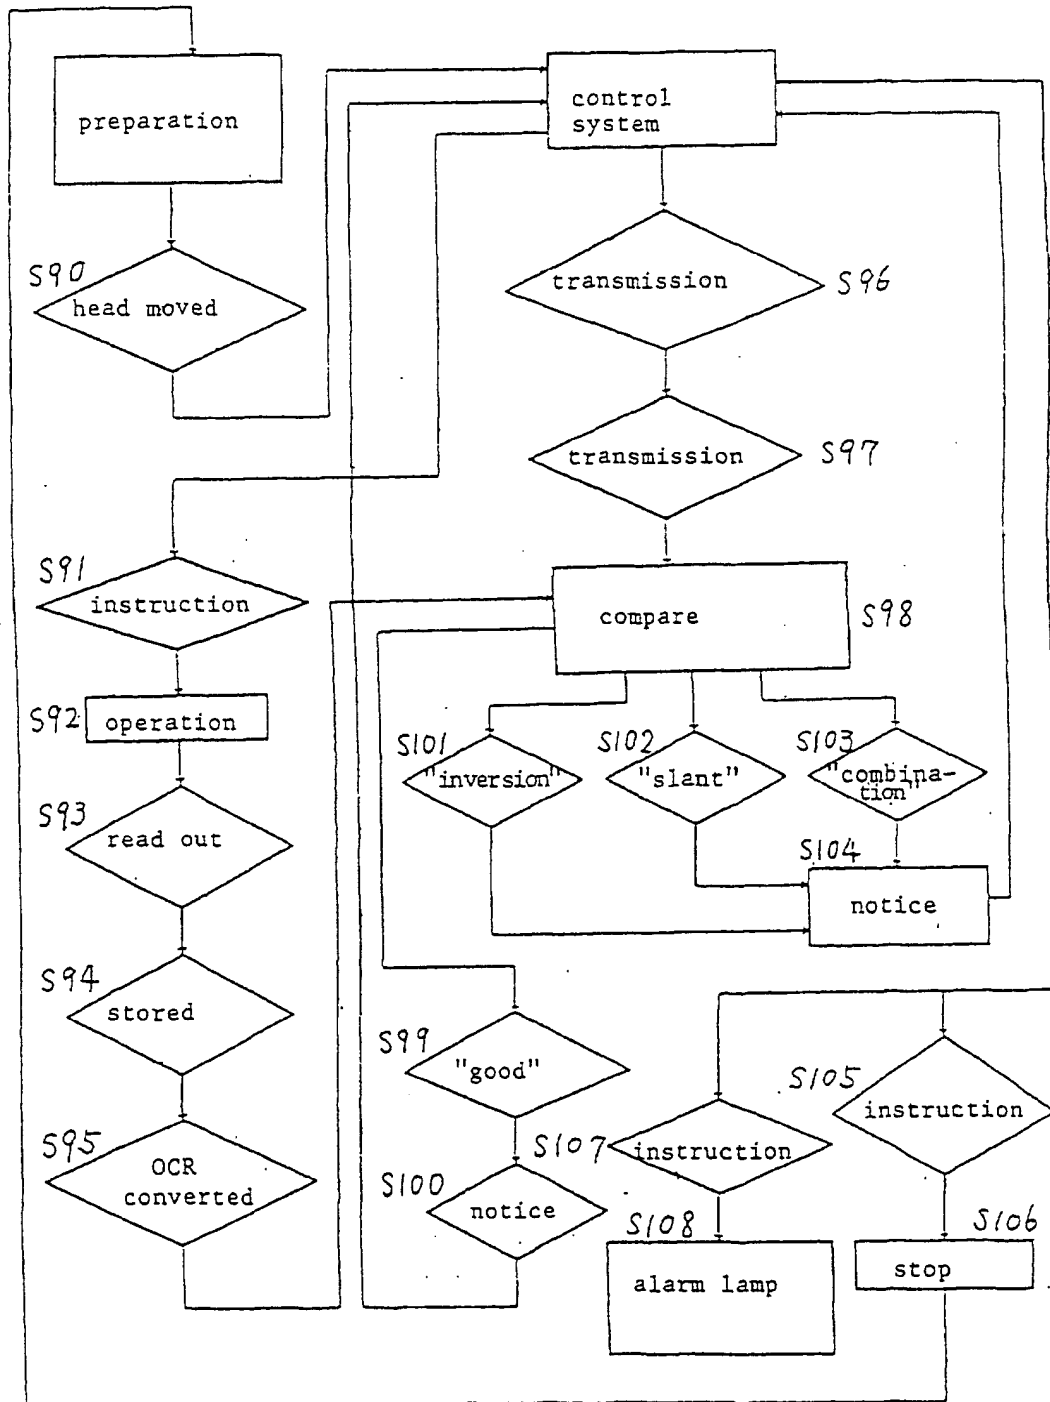 preparation
control
system
S90
head moved
transmission
S96
transmission
S97
S91
instruction
compare
S98
S92
operation
S101
"inversion"
S102
"slant"
S103
"combina-
tion"
S93
read out
S104
notice
S94
stored
S99
"good"
S105
instruction
S107
instruction
S95
OCR
converted
S100
notice
S108
alarm lamp
S106
stop